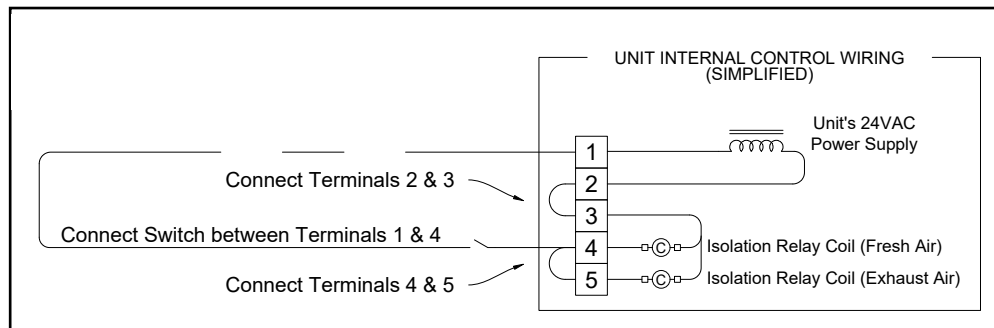 UNIT INTERNAL CONTROL WIRING
(SIMPLIFIED)
Unit's 24VAC
Power Supply
1
Connect Terminals 2 & 3
2
3
Connect Switch between Terminals 1 & 4
4
C
Isolation Relay Coil (Fresh Air)
Connect Terminals 4 & 5
5
C
Isolation Relay Coil (Exhaust Air)